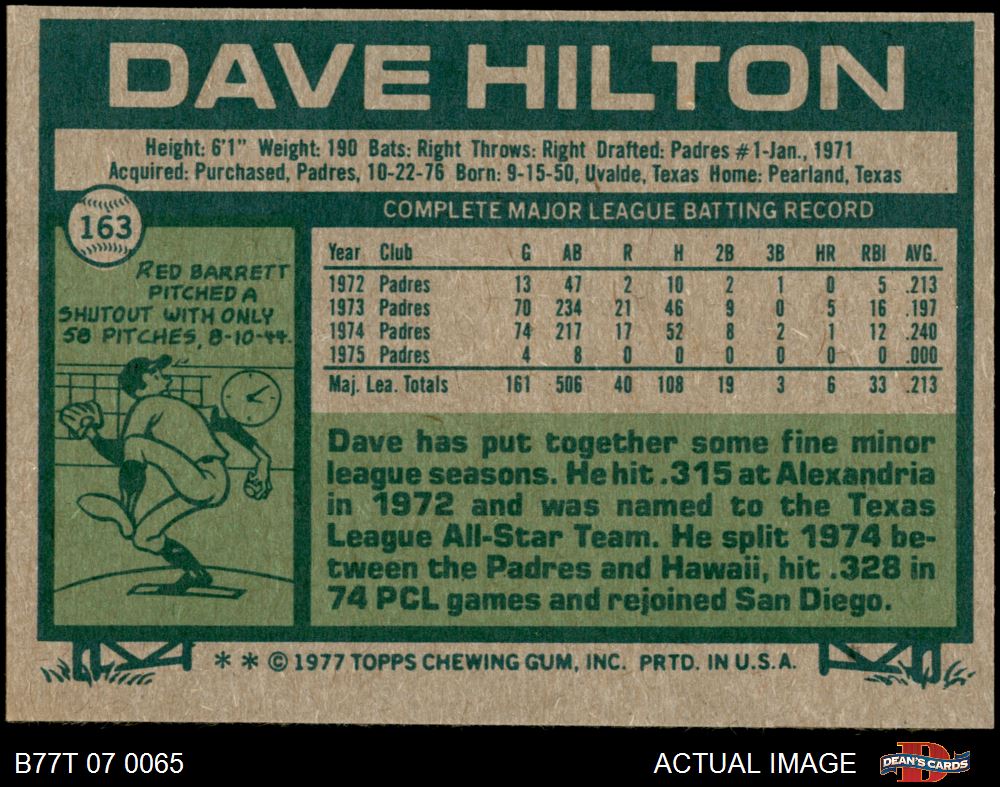 DAVE HILTON
Height: 6'1" Weight: 190 Bats: Right Throws: Right Drafted: Padres #1-Jan., 1971
Acquired: Purchased, Padres, 10-22-76 Born: 9-15-50, Uvalde, Texas Home: Pearland, Texas
163
RED BARRETT
PITCHED A
SHUTOUT WITH ONLY
58 PITCHES, 8-10-44.
COMPLETE MAJOR LEAGUE BATTING RECORD
Year Club G AB R H 2B 3B HR RBI AVG.
1972 Padres 13 47 2 10 2 1 0 5 .213
1973 Padres 70 234 21 46 9 0 5 16 .197
1974 Padres 74 217 17 52 8 2 1 12 .240
1975 Padres 4 8 0 0 0 0 0 0 .000
Maj. Lea. Totals 161 506 40 108 19 3 6 33 .213
Dave has put together some fine minor
league seasons. He hit .315 at Alexandria
in 1972 and was named to the Texas
League All-Star Team. He split 1974 be-
tween the Padres and Hawaii, hit .328 in
74 PCL games and rejoined San Diego.
* * © 1977 TOPPS CHEWING GUM, INC. PRTD. IN U.S.A.
B77T 07 0065
ACTUAL IMAGE
DEAN'S CARDS